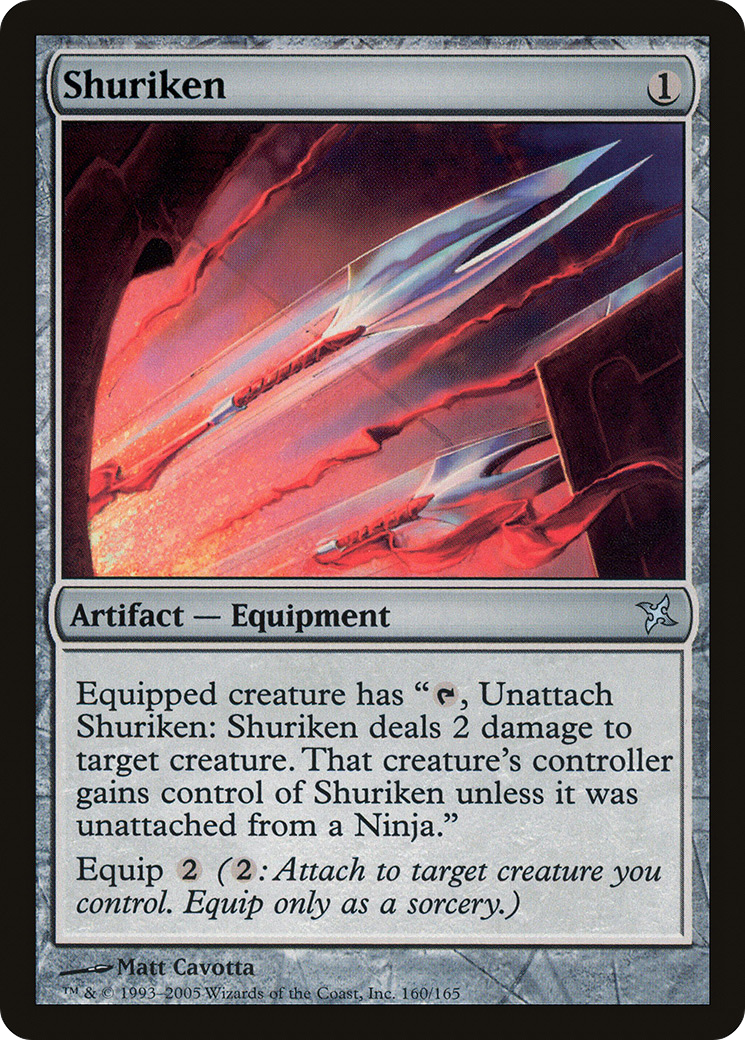 Shuriken 1
Artifact — Equipment
Equipped creature has “ , Unattach
Shuriken: Shuriken deals 2 damage to
target creature. That creature’s controller
gains control of Shuriken unless it was
unattached from a Ninja.”
Equip 2 (2: Attach to target creature you
control. Equip only as a sorcery.)
Matt Cavotta
™ & © 1993–2005 Wizards of the Coast, Inc. 160/165